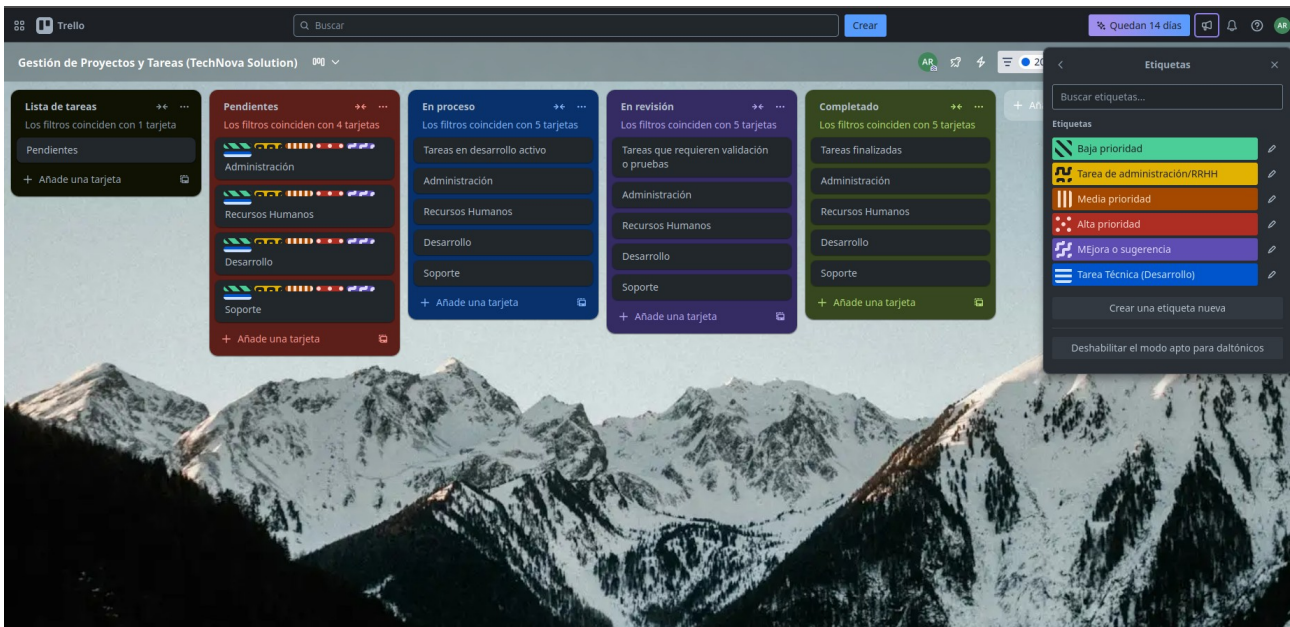 Trello
Buscar
Crear
Quedan 14 días
AR
Gestión de Proyectos y Tareas (TechNova Solution)
AR
20
Lista de tareas
Los filtros coinciden con 1 tarjeta
Pendientes
+ Añade una tarjeta
Pendientes
Los filtros coinciden con 4 tarjetas
Administración
Recursos Humanos
Desarrollo
Soporte
+ Añade una tarjeta
En proceso
Los filtros coinciden con 5 tarjetas
Tareas en desarrollo activo
Administración
Recursos Humanos
Desarrollo
Soporte
+ Añade una tarjeta
En revisión
Los filtros coinciden con 5 tarjetas
Tareas que requieren validación
o pruebas
Administración
Recursos Humanos
Desarrollo
Soporte
+ Añade una tarjeta
Completado
Los filtros coinciden con 5 tarjetas
Tareas finalizadas
Administración
Recursos Humanos
Desarrollo
Soporte
+ Añade una tarjeta
Etiquetas
Buscar etiquetas...
Etiquetas
Baja prioridad
Tarea de administración/RRHH
Media prioridad
Alta prioridad
MEjora o sugerencia
Tarea Técnica (Desarrollo)
Crear una etiqueta nueva
Deshabilitar el modo apto para daltónicos